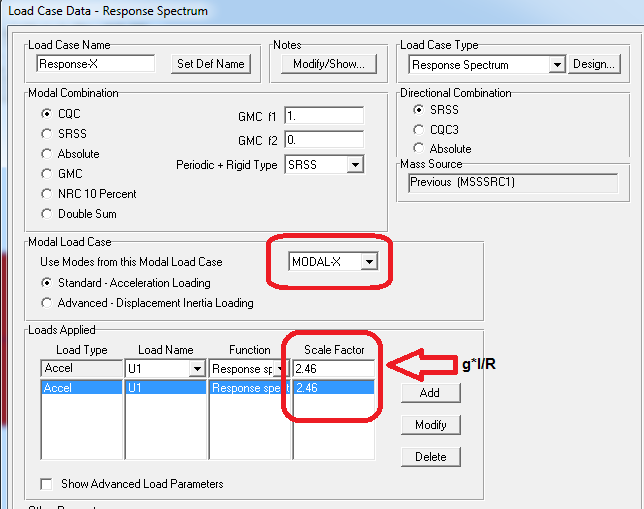 Load Case Data - Response Spectrum
Load Case Name
Response-X
Set Def Name
Notes
Modify/Show...
Load Case Type
Response Spectrum
Design...
Modal Combination
CQC
SRSS
Absolute
GMC
NRC 10 Percent
Double Sum
GMC f1
1.
GMC f2
0.
Periodic + Rigid Type
SRSS
Directional Combination
SRSS
CQC3
Absolute
Mass Source
Previous (MSSSRC1)
Modal Load Case
Use Modes from this Modal Load Case
MODAL-X
Standard - Acceleration Loading
Advanced - Displacement Inertia Loading
Loads Applied
Load Type Load Name Function Scale Factor
Accel U1 Response sp 2.46
Accel U1 Response spect 2.46
g*I/R
Add
Modify
Delete
Show Advanced Load Parameters